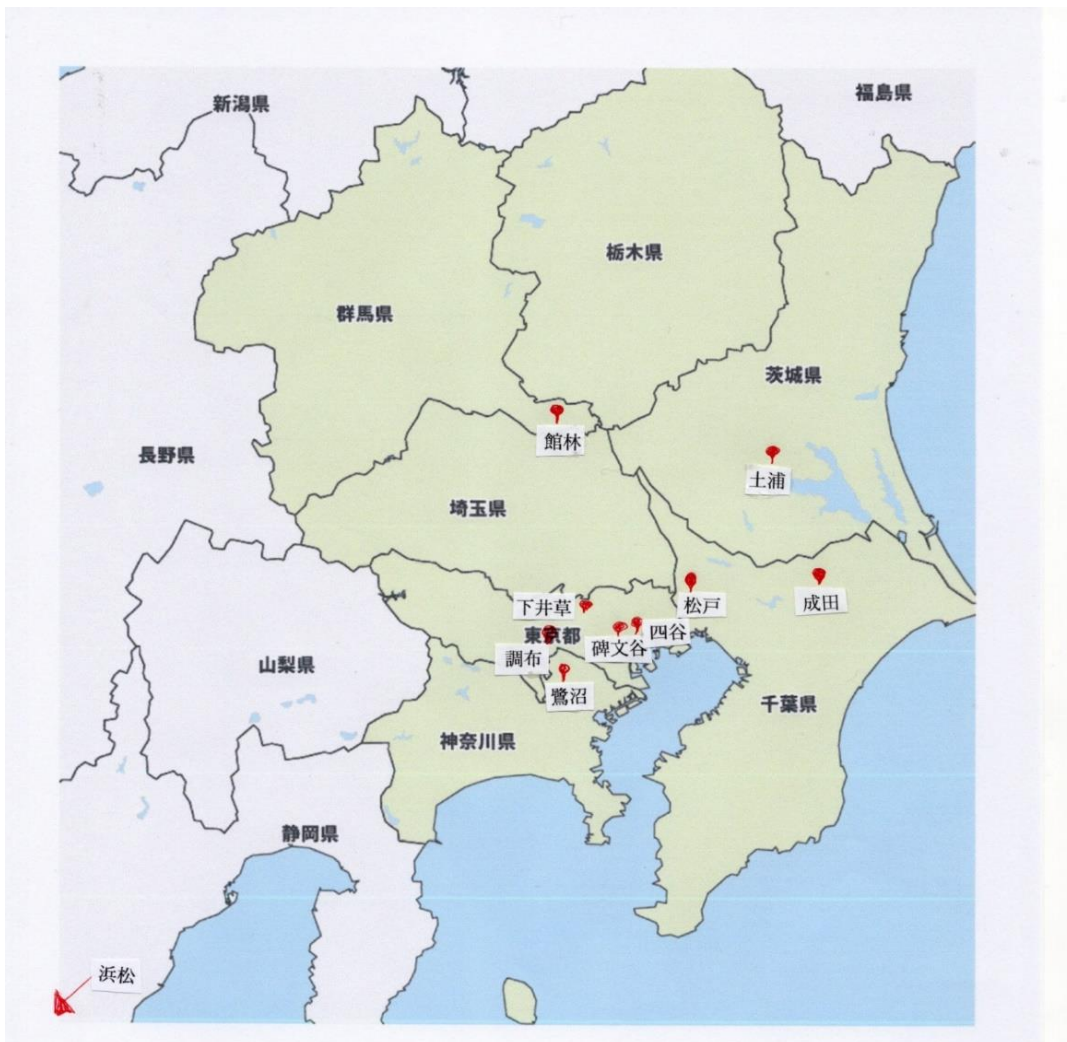 新潟県
福島県
栃木県
群馬県
茨城県
館林
長野県
土浦
埼玉県
下井草
松戸
成田
東京都
碑文谷
四谷
調布
山梨県
鷺沼
千葉県
神奈川県
静岡県
浜松